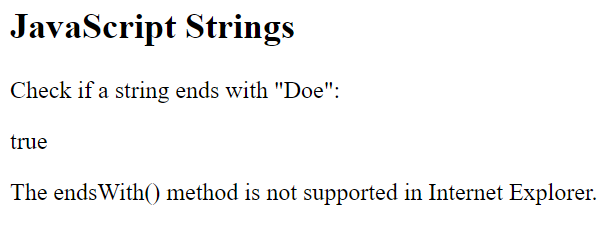 JavaScript Strings
Check if a string ends with "Doe":
true
The endsWith() method is not supported in Internet Explorer.